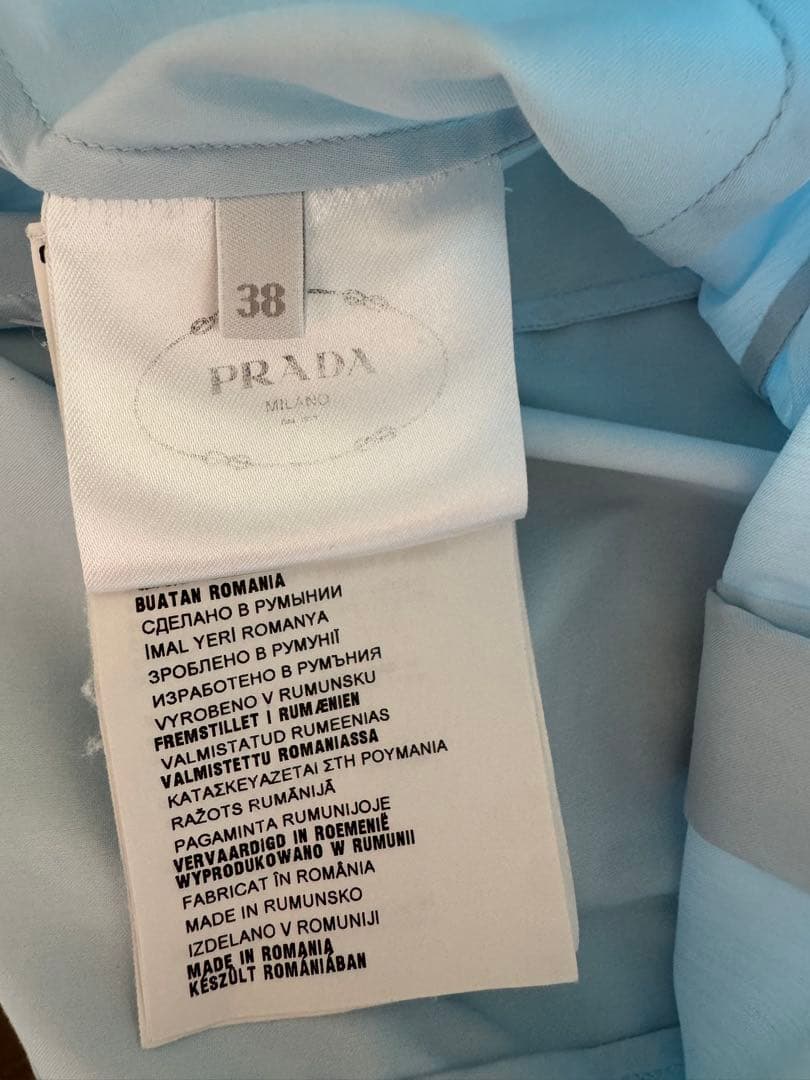 38
PRADA
MILANO
BUATAN ROMANIA
СДЕЛАНО В РУМЫНИИ
İMAL YERİ ROMANYA
ЗРОБЛЕНО В РУМУНІЇ
ИЗРАБОТЕНО В РУМЪНИЯ
VYROBENO V RUMUNSKU
FREMSTILLET I RUMÆNIEN
VALMISTATUD RUMEENIAS
VALMISTETTU ROMANIASSA
ΚΑΤΑΣΚΕΥΑΖΕΤΑΙ ΣΤΗ ΡΟΥΜΑΝΙΑ
RAŽOTS RUMĀNIJĀ
PAGAMINTA RUMUNIJOJE
VERVAARDIGD IN ROEMENIË
WYPRODUKOWANO W RUMUNII
FABRICAT ÎN ROMÂNIA
MADE IN RUMUNSKO
IZDELANO V ROMUNIJI
MADE IN ROMANIA
KÉSZÜLT ROMÁNIÁBAN